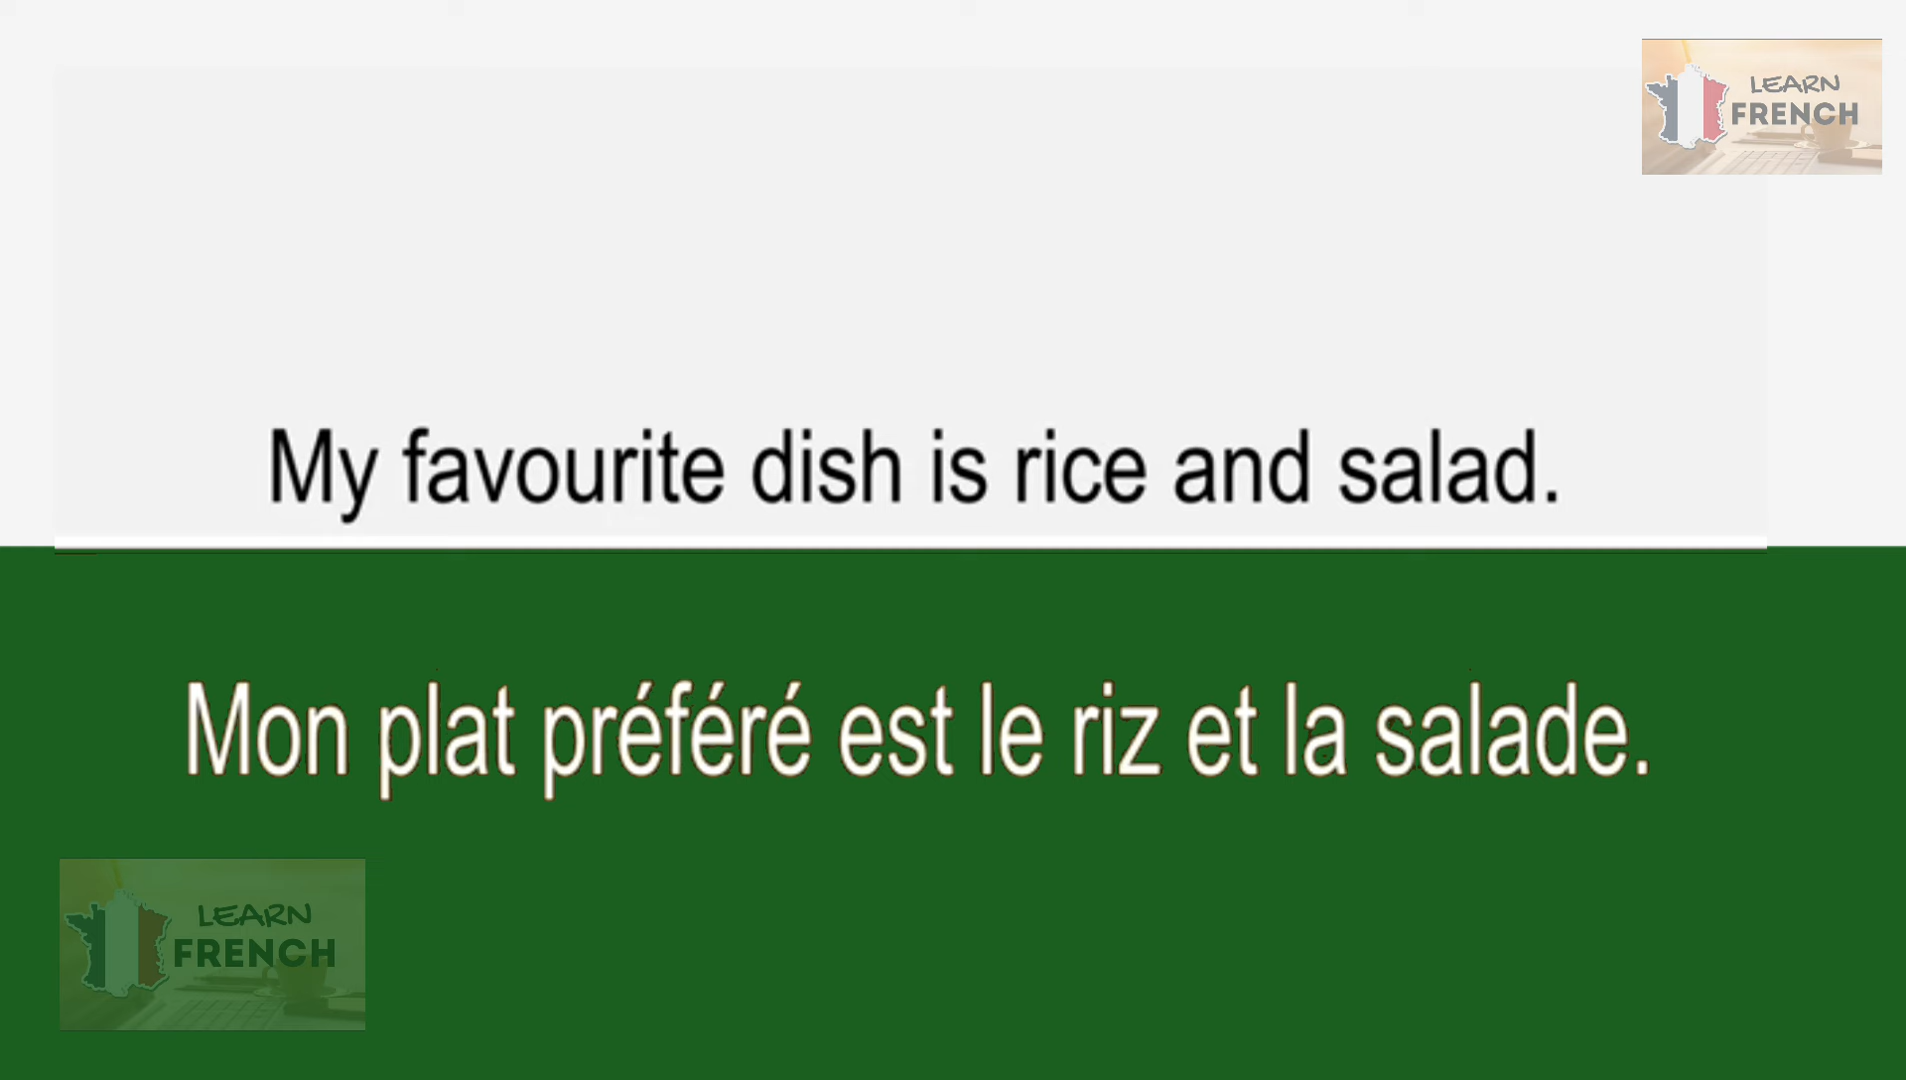 LEARN
FRENCH
My favourite dish is rice and salad.
Mon plat préféré est le riz et la salade.
LEARN
FRENCH